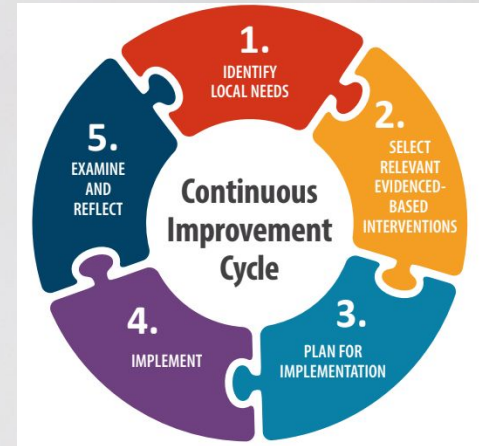 1.
IDENTIFY
LOCAL NEEDS
2.
SELECT
RELEVANT
EVIDENCED-
BASED
INTERVENTIONS
3.
PLAN FOR
IMPLEMENTATION
4.
IMPLEMENT
5.
EXAMINE
AND
REFLECT
Continuous
Improvement
Cycle